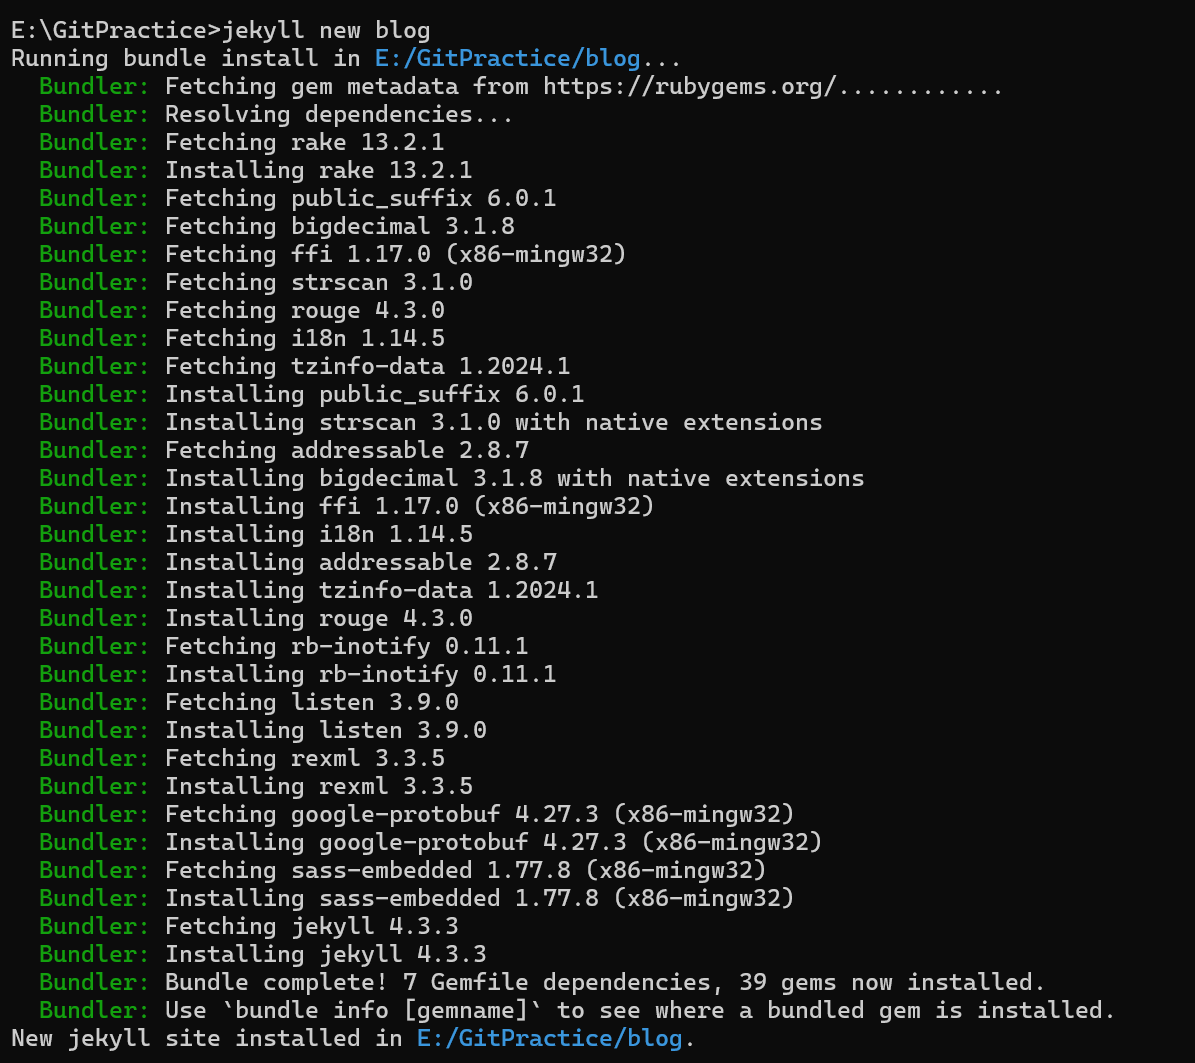 E:\GitPractice>jekyll new blog
Running bundle install in E:/GitPractice/blog...
  Bundler: Fetching gem metadata from https://rubygems.org/............
  Bundler: Resolving dependencies...
  Bundler: Fetching rake 13.2.1
  Bundler: Installing rake 13.2.1
  Bundler: Fetching public_suffix 6.0.1
  Bundler: Fetching bigdecimal 3.1.8
  Bundler: Fetching ffi 1.17.0 (x86-mingw32)
  Bundler: Fetching strscan 3.1.0
  Bundler: Fetching rouge 4.3.0
  Bundler: Fetching i18n 1.14.5
  Bundler: Fetching tzinfo-data 1.2024.1
  Bundler: Installing public_suffix 6.0.1
  Bundler: Installing strscan 3.1.0 with native extensions
  Bundler: Fetching addressable 2.8.7
  Bundler: Installing bigdecimal 3.1.8 with native extensions
  Bundler: Installing ffi 1.17.0 (x86-mingw32)
  Bundler: Installing i18n 1.14.5
  Bundler: Installing addressable 2.8.7
  Bundler: Installing tzinfo-data 1.2024.1
  Bundler: Installing rouge 4.3.0
  Bundler: Fetching rb-inotify 0.11.1
  Bundler: Installing rb-inotify 0.11.1
  Bundler: Fetching listen 3.9.0
  Bundler: Installing listen 3.9.0
  Bundler: Fetching rexml 3.3.5
  Bundler: Installing rexml 3.3.5
  Bundler: Fetching google-protobuf 4.27.3 (x86-mingw32)
  Bundler: Installing google-protobuf 4.27.3 (x86-mingw32)
  Bundler: Fetching sass-embedded 1.77.8 (x86-mingw32)
  Bundler: Installing sass-embedded 1.77.8 (x86-mingw32)
  Bundler: Fetching jekyll 4.3.3
  Bundler: Installing jekyll 4.3.3
  Bundler: Bundle complete! 7 Gemfile dependencies, 39 gems now installed.
  Bundler: Use `bundle info [gemname]` to see where a bundled gem is installed.
New jekyll site installed in E:/GitPractice/blog.